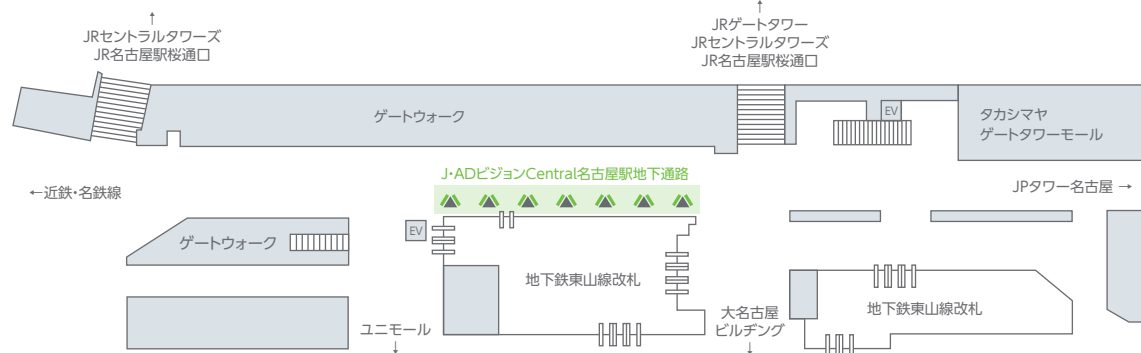 ↑
JRセントラルタワーズ
JR名古屋駅桜通口
↑
JRゲートタワー
JRセントラルタワーズ
JR名古屋駅桜通口
ゲートウォーク
EV
タカシマヤ
ゲートタワーモール
J・ADビジョンCentral名古屋駅地下通路
←近鉄・名鉄線
JPタワー名古屋 →
EV
ゲートウォーク
地下鉄東山線改札
地下鉄東山線改札
ユニモール
↓
大名古屋
ビルヂング
↓